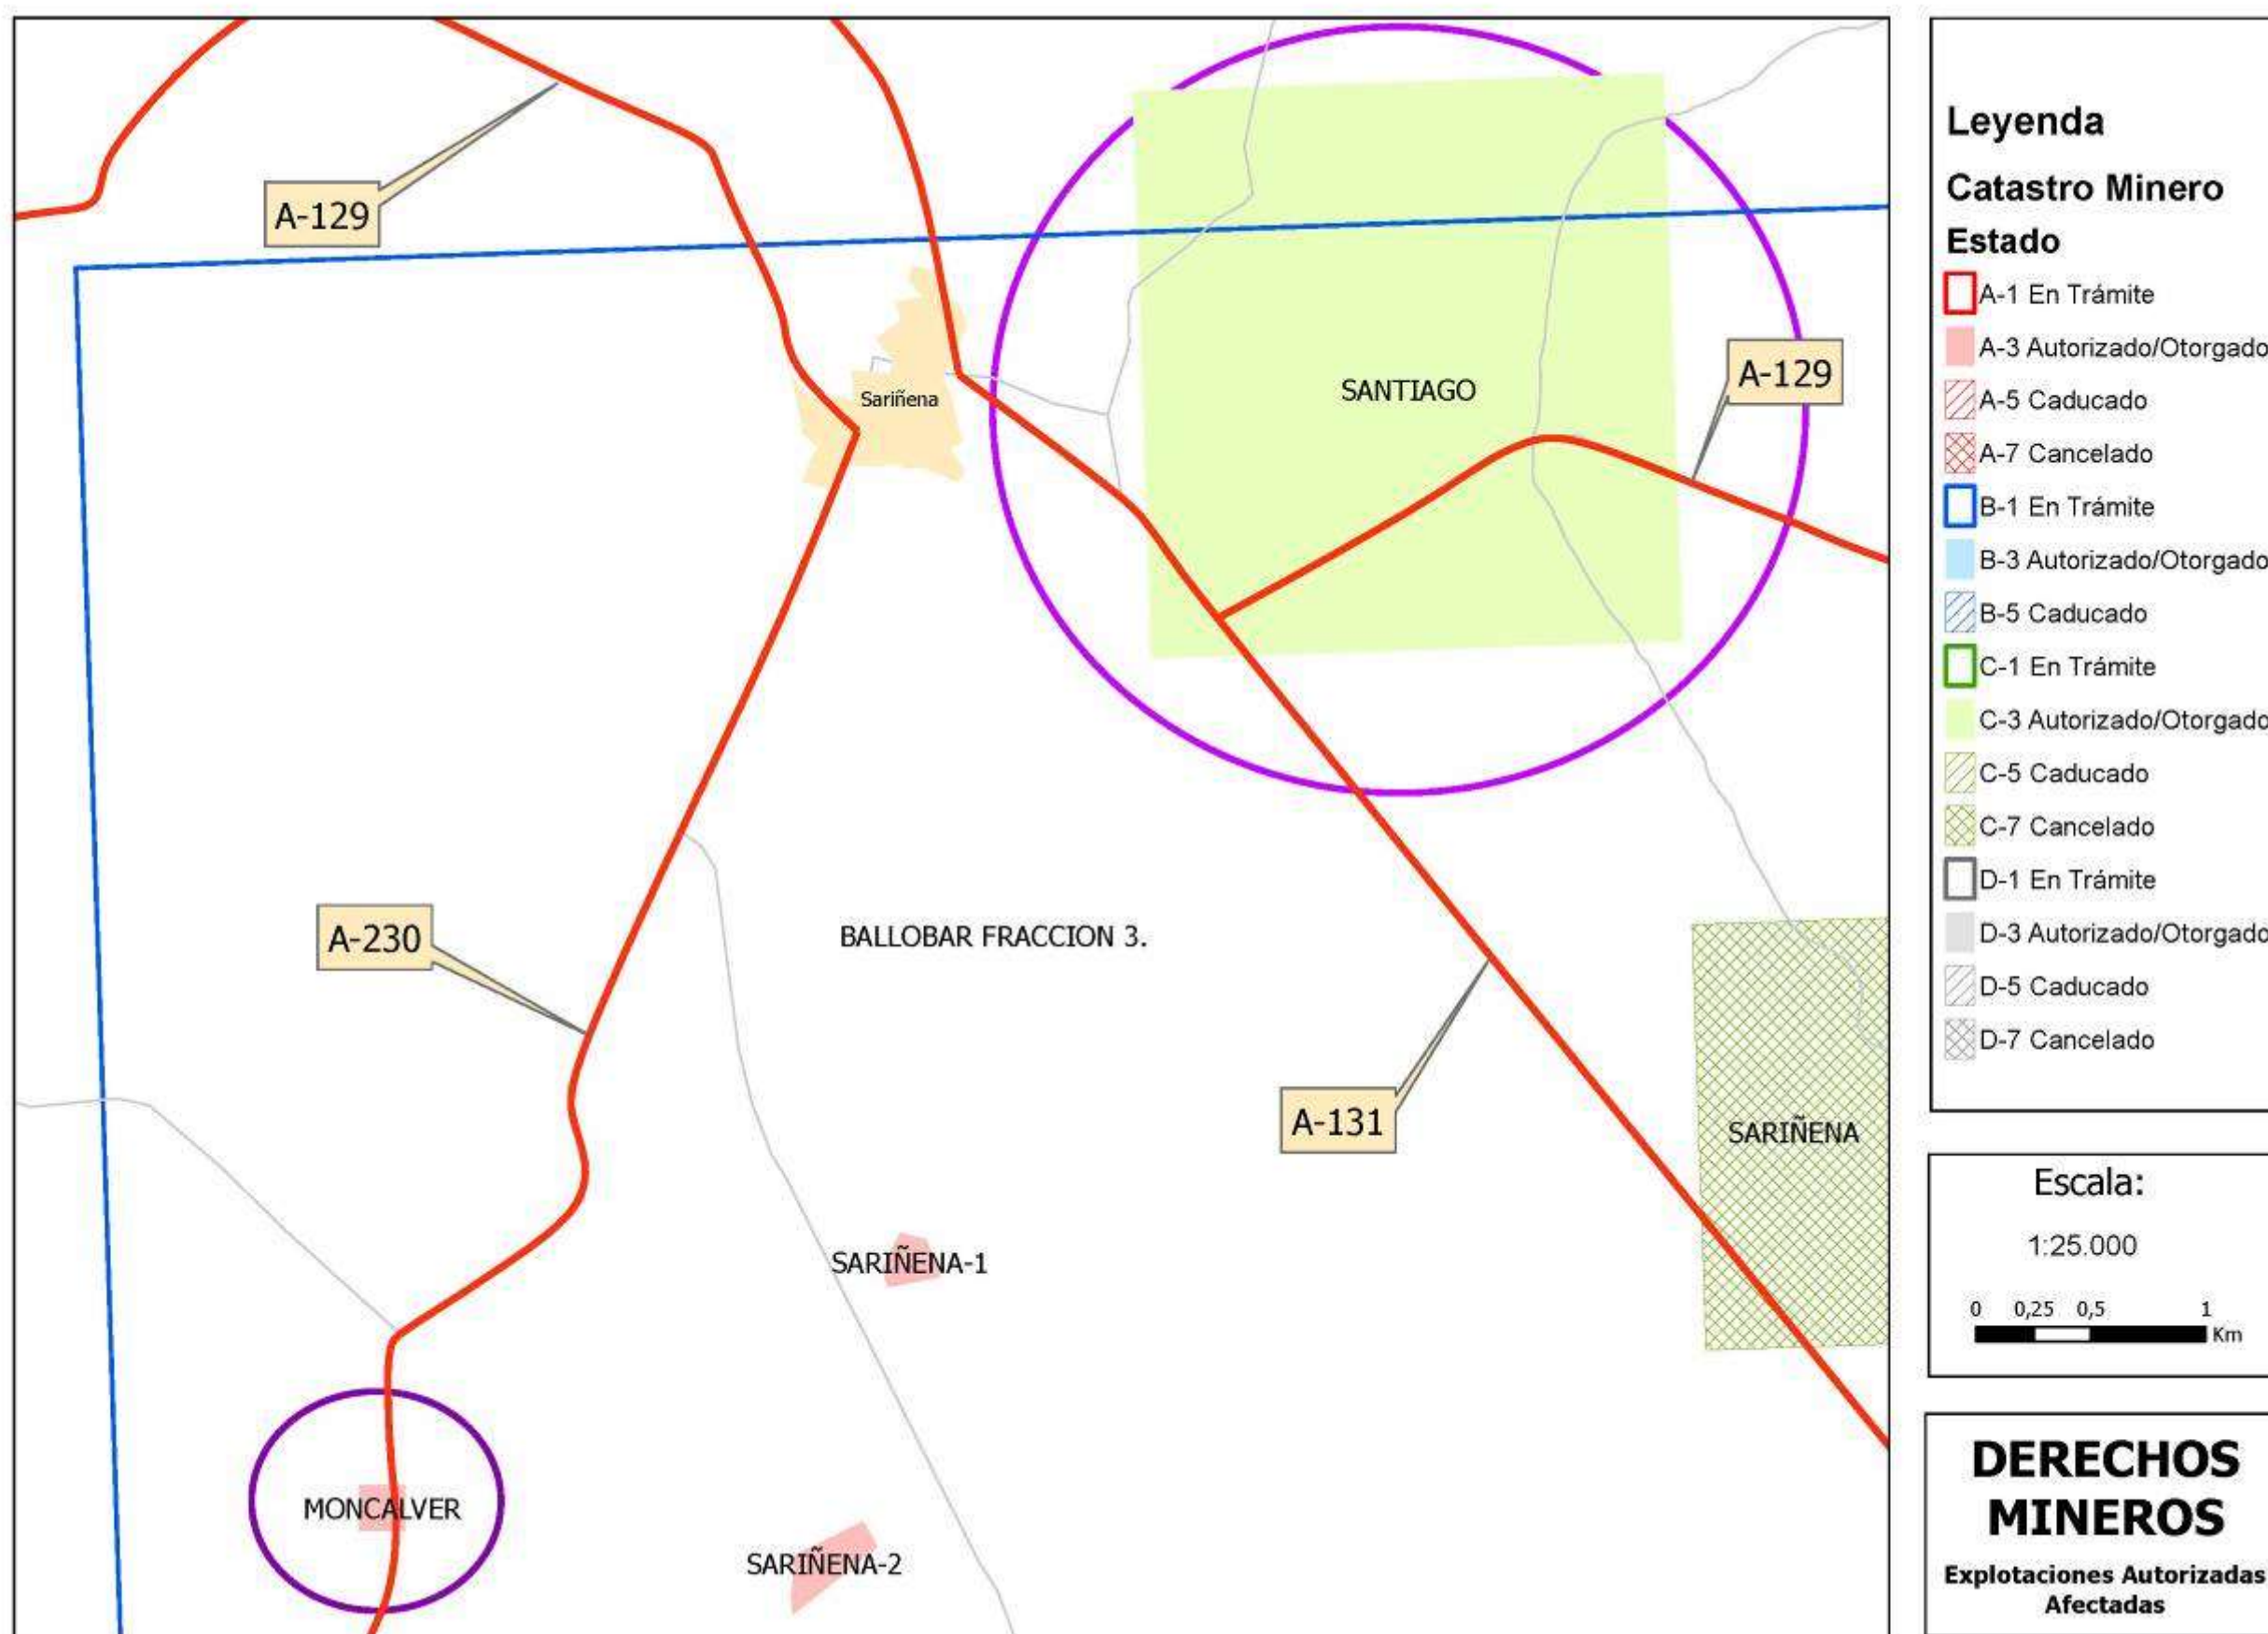 A-129
Sariñena
SANTIAGO
A-129
A-230
BALLOBAR FRACCION 3.
A-131
SARIÑENA
SARIÑENA-1
MONCALVER
SARIÑENA-2
Leyenda
Catastro Minero
Estado
A-1 En Trámite
A-3 Autorizado/Otorgado
A-5 Caducado
A-7 Cancelado
B-1 En Trámite
B-3 Autorizado/Otorgado
B-5 Caducado
C-1 En Trámite
C-3 Autorizado/Otorgado
C-5 Caducado
C-7 Cancelado
D-1 En Trámite
D-3 Autorizado/Otorgado
D-5 Caducado
D-7 Cancelado
Escala:
1:25.000
0 0,25 0,5 1
Km
DERECHOS
MINEROS
Explotaciones Autorizadas
Afectadas